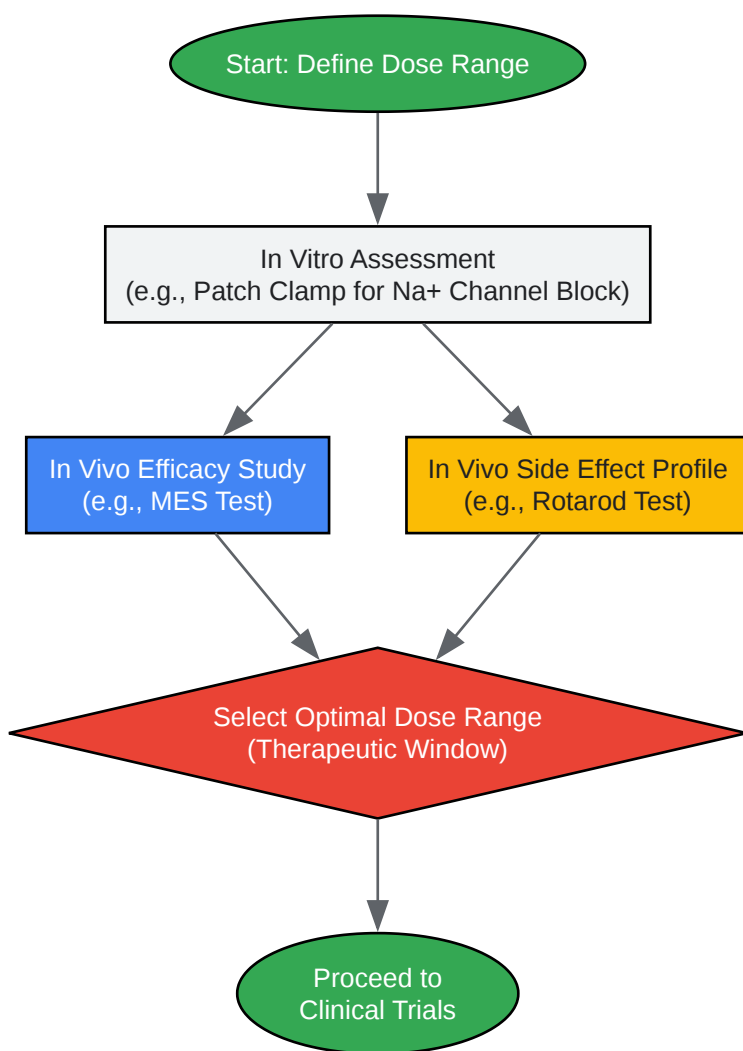 Start: Define Dose Range
In Vitro Assessment
(e.g., Patch Clamp for Na+ Channel Block)
In Vivo Efficacy Study
(e.g., MES Test)
In Vivo Side Effect Profile
(e.g., Rotarod Test)
Select Optimal Dose Range
(Therapeutic Window)
Proceed to
Clinical Trials